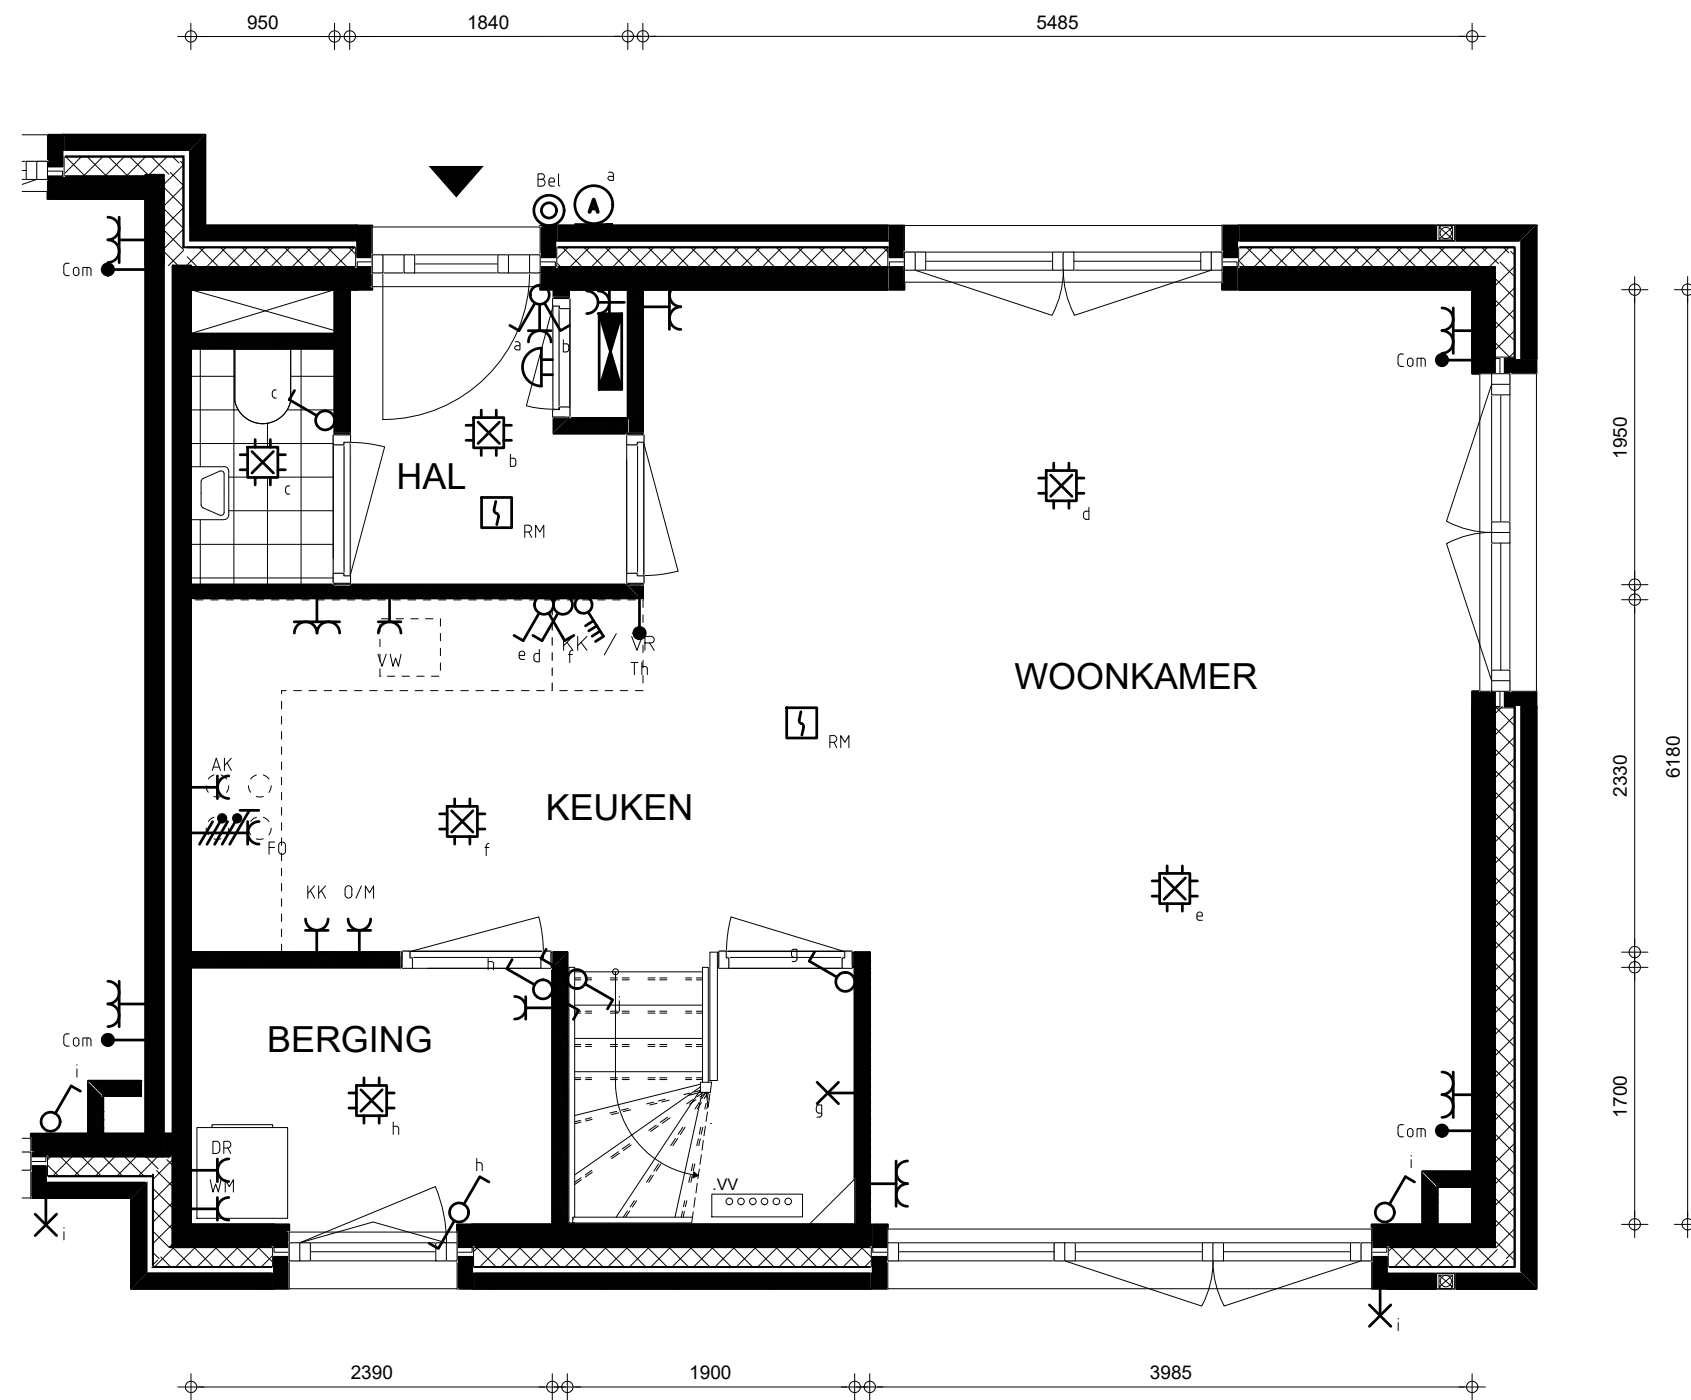 950 1840 5485
Bel a
A
Com
Com
a b
c
b
c
HAL
RM
d
1950
e d f KK / VR
Th
VW
WOONKAMER
RM
AK
KEUKEN
2330
6180
f
FO
KK O/M
e
h g
j
BERGING
Com
i
g
h
1700
Com
DR
h
i
WM
.VV
i
i
2390 1900 3985